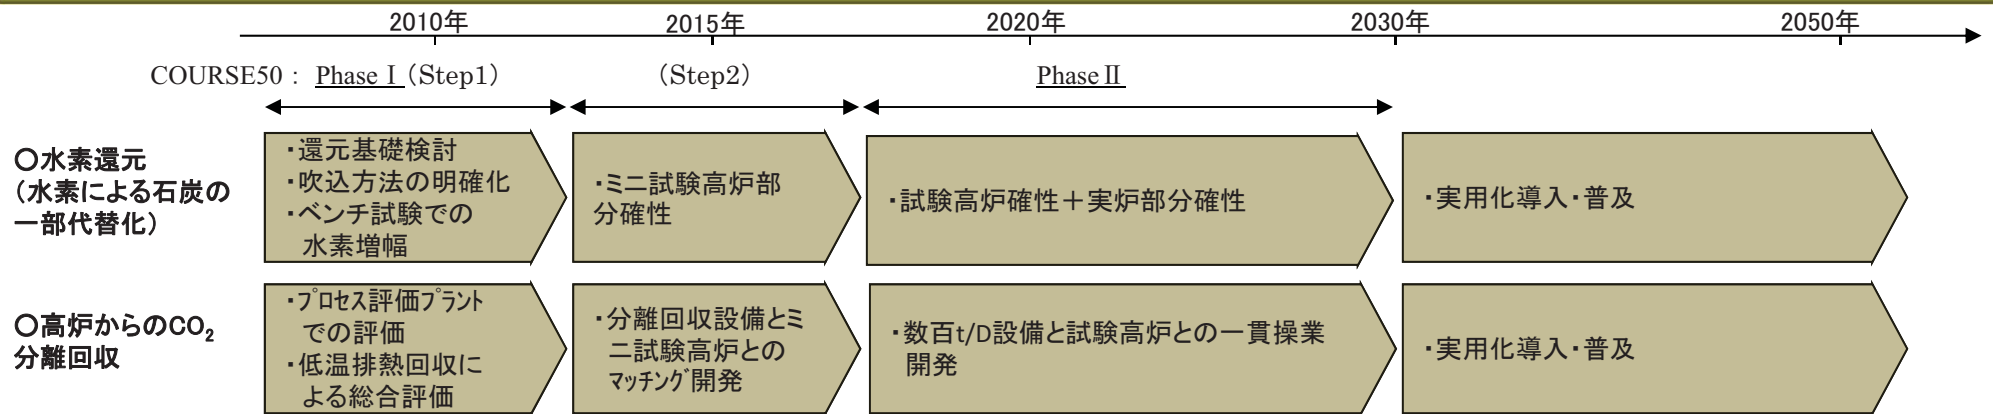 2010年
2015年
2020年
2030年
2050年
COURSE50： PhaseⅠ（Step1）
（Step2）
PhaseⅡ
○水素還元
（水素による石炭の
一部代替化）
・還元基礎検討
・吹込方法の明確化
・ベンチ試験での
水素増幅
・ミニ試験高炉部
分確性
・試験高炉確性＋実炉部分確性
・実用化導入・普及
○高炉からのCO₂
分離回収
・プロセス評価プラント
での評価
・低温排熱回収に
よる総合評価
・分離回収設備とミ
ニ試験高炉との
マッチング開発
・数百t/D設備と試験高炉との一貫操業
開発
・実用化導入・普及